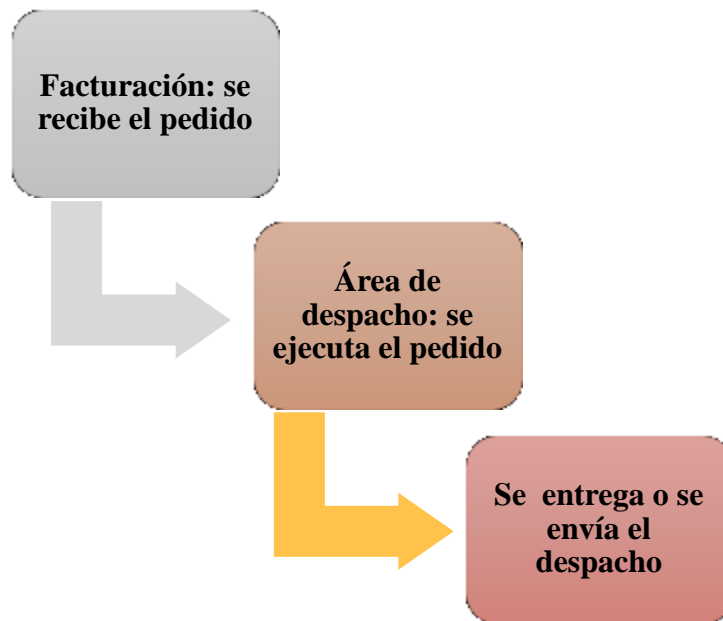 Facturación: se
recibe el pedido
Área de
despacho: se
ejecuta el pedido
Se  entrega o se
envía el
despacho